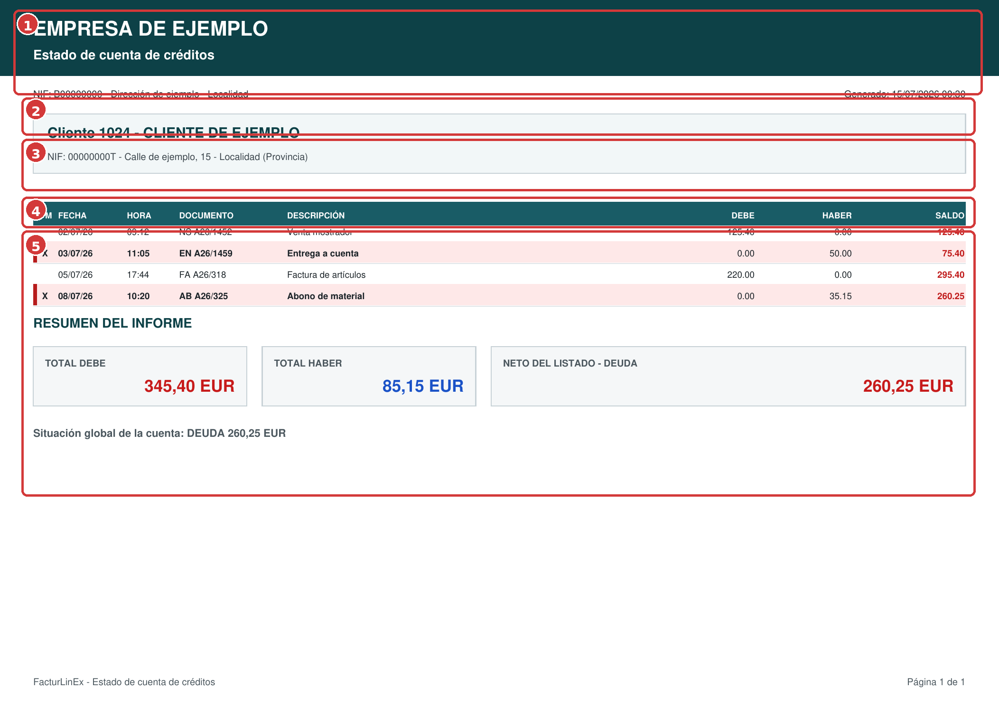 1
EMPRESA DE EJEMPLO
Estado de cuenta de créditos
NIF: B00000000 - Dirección de ejemplo - Localidad
Generado: 15/07/2026 00:30
2
Cliente 1024 - CLIENTE DE EJEMPLO
3
NIF: 00000000T - Calle de ejemplo, 15 - Localidad (Provincia)
4
M FECHA HORA DOCUMENTO DESCRIPCIÓN DEBE HABER SALDO
02/07/26 09:12 NS A26/1452 Venta mostrador 125.40 0.00 125.40
5
X 03/07/26 11:05 EN A26/1459 Entrega a cuenta 0.00 50.00 75.40
05/07/26 17:44 FA A26/318 Factura de artículos 220.00 0.00 295.40
X 08/07/26 10:20 AB A26/325 Abono de material 0.00 35.15 260.25
RESUMEN DEL INFORME
TOTAL DEBE
345,40 EUR
TOTAL HABER
85,15 EUR
NETO DEL LISTADO - DEUDA
260,25 EUR
Situación global de la cuenta: DEUDA 260,25 EUR
FacturLinEx - Estado de cuenta de créditos
Página 1 de 1